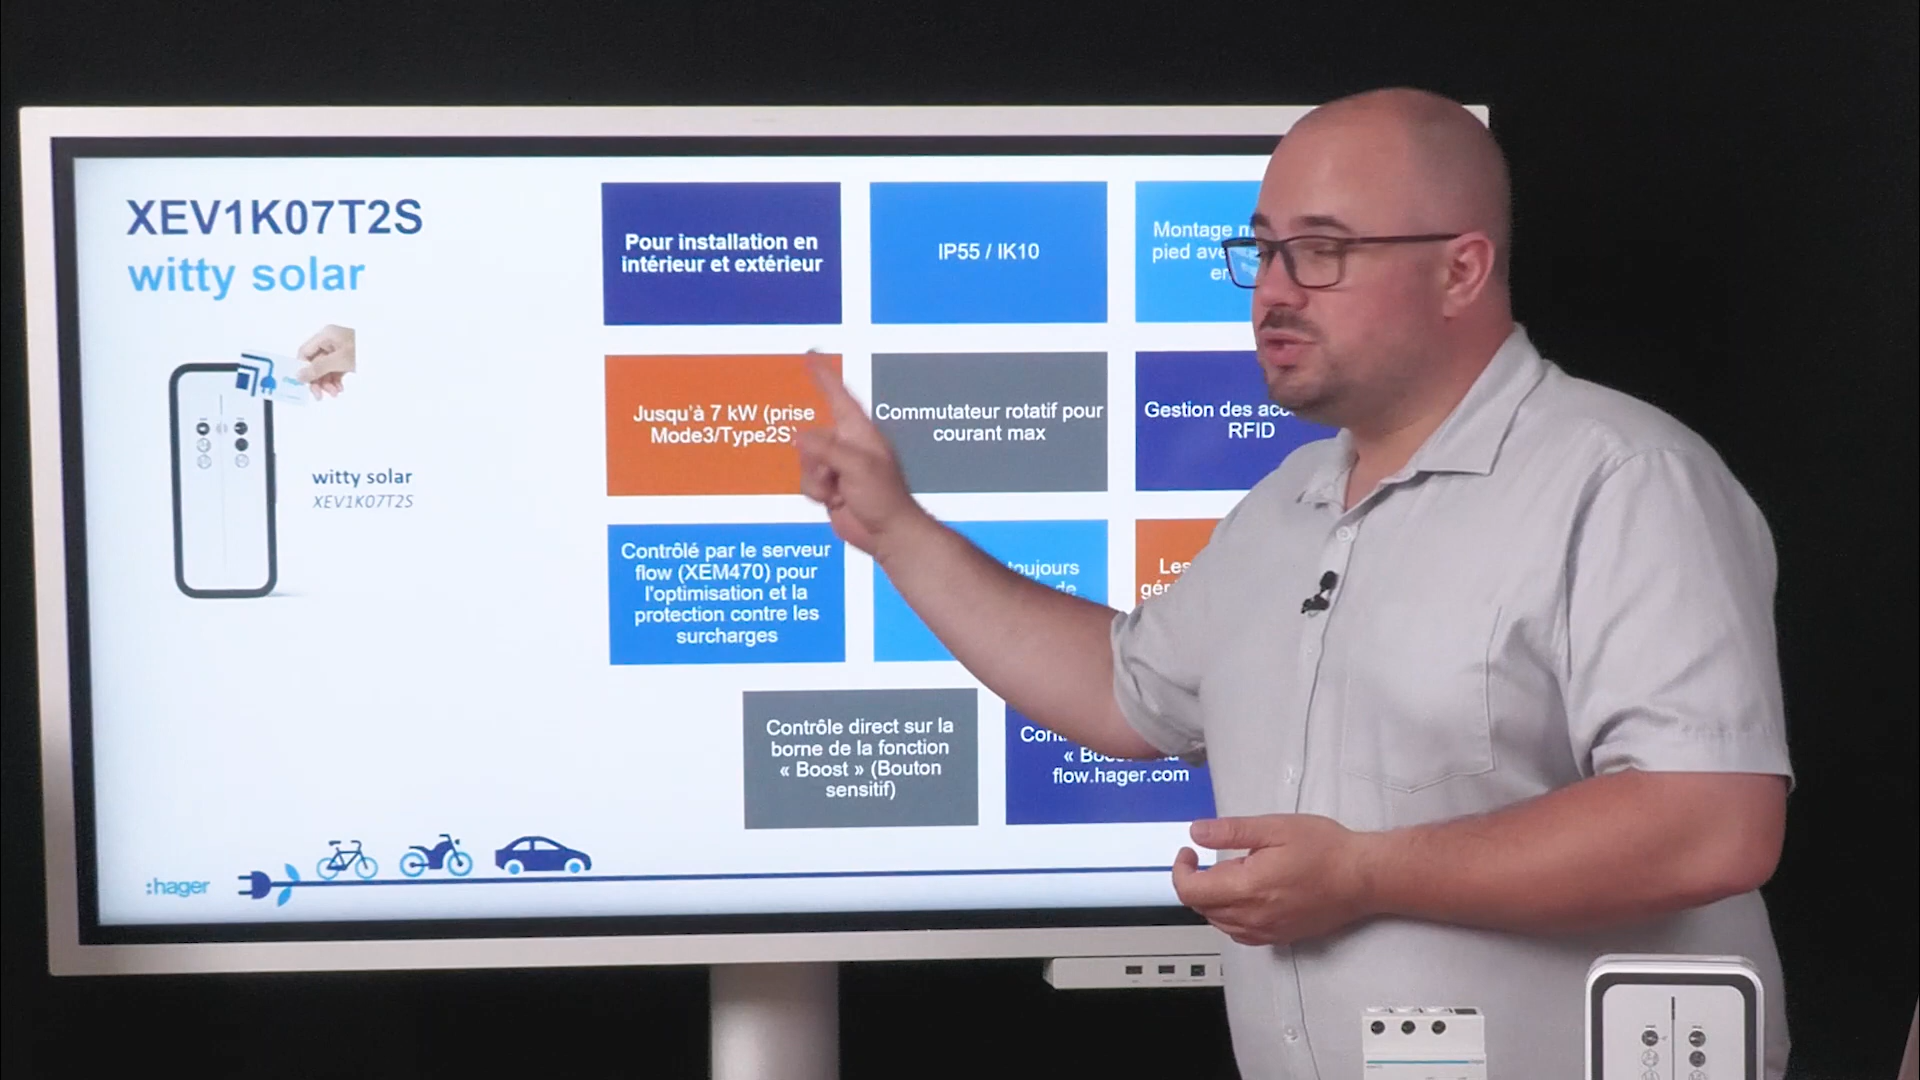 XEV1K07T2S
witty solar
witty solar
XEV1K07T2S
Pour installation en
intérieur et extérieur
IP55 / IK10
Montage
pied
Jusqu'à 7 kW (prise
Mode3/Type2S)
Commutateur rotatif pour
courant max
Gestion des
RFID
Contrôlé par le serveur
flow (XEM470) pour
l'optimisation et la
protection contre les
surcharges
toujours
de
Les
Contrôle direct sur la
borne de la fonction
« Boost » (Bouton
sensitif)
flow.hager.com
:hager